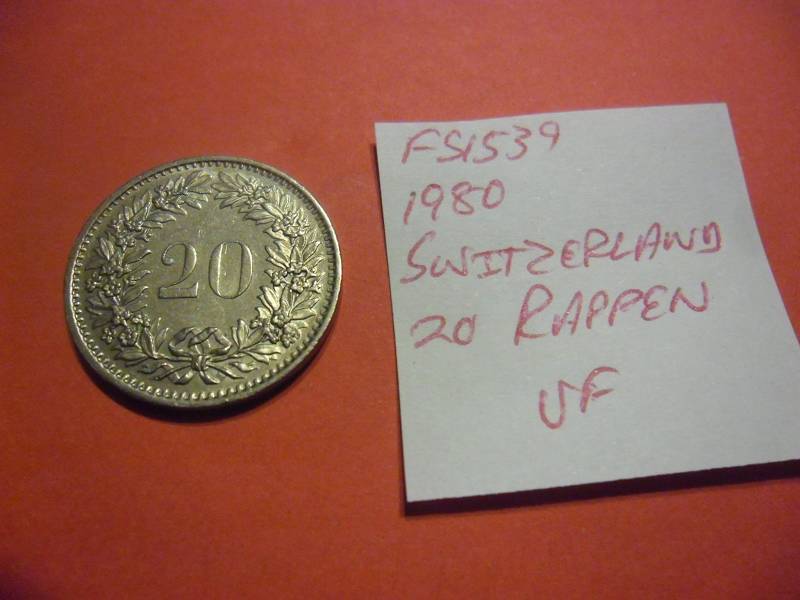 20
FS1539
1980
SWITZERLAND
20 RAPPEN
VF